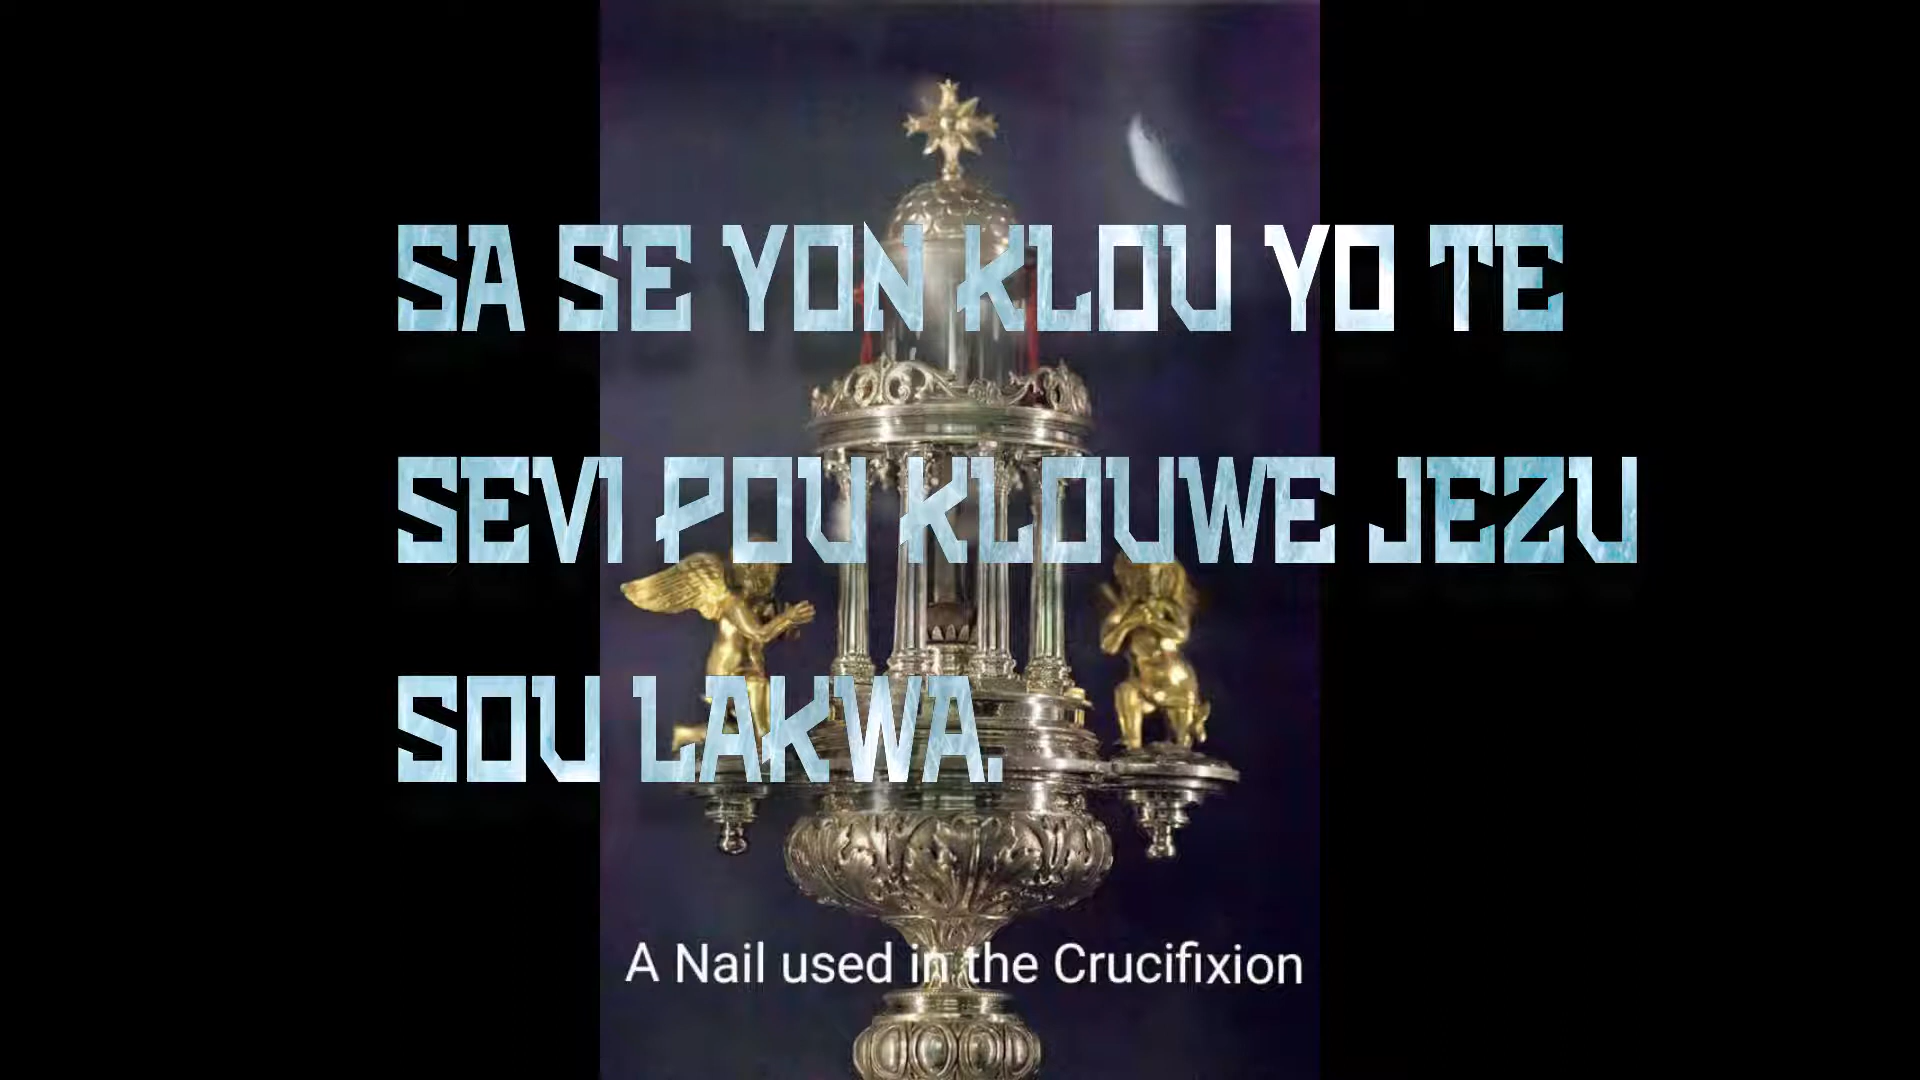 SA SE YON KLOU YO TE
SEVI POU KLOUWE JEZU
SOU LAKWA.
A Nail used in the Crucifixion